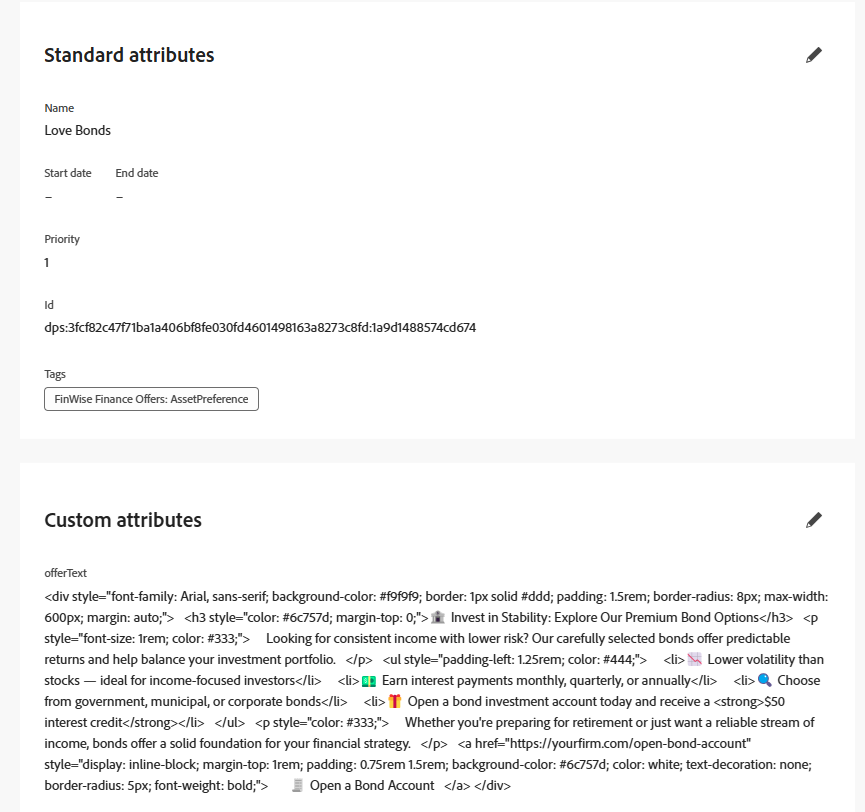 Standard attributes
Name
Love Bonds
Start date End date
– –
Priority
1
Id
dps:3fcf82c47f71ba1a406bf8fe030fd4601498163a8273c8fd:1a9d1488574cd674
Tags
FinWise Finance Offers: AssetPreference
Custom attributes
offerText
<div style="font-family: Arial, sans-serif; background-color: #f9f9f9; border: 1px solid #ddd; padding: 1.5rem; border-radius: 8px; max-width:
600px; margin: auto;"> <h3 style="color: #6c757d; margin-top: 0;">🏦 Invest in Stability: Explore Our Premium Bond Options</h3> <p
style="font-size: 1rem; color: #333;"> Looking for consistent income with lower risk? Our carefully selected bonds offer predictable
returns and help balance your investment portfolio. </p> <ul style="padding-left: 1.25rem; color: #444;"> <li>📉 Lower volatility than
stocks — ideal for income-focused investors</li> <li>💵 Earn interest payments monthly, quarterly, or annually</li> <li>🔍 Choose
from government, municipal, or corporate bonds</li> <li>🎁 Open a bond investment account today and receive a <strong>$50
interest credit</strong></li> </ul> <p style="color: #333;"> Whether you're preparing for retirement or just want a reliable stream of
income, bonds offer a solid foundation for your financial strategy. </p> <a href="https://yourfirm.com/open-bond-account"
style="display: inline-block; margin-top: 1rem; padding: 0.75rem 1.5rem; background-color: #6c757d; color: white; text-decoration: none;
border-radius: 5px; font-weight: bold;"> 🧾 Open a Bond Account </a> </div>